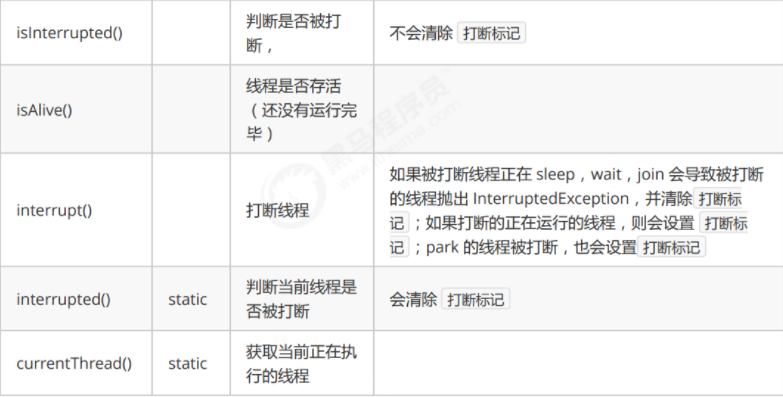 isInterrupted()
判断是否被打
断，
不会清除 打断标记
isAlive()
线程是否存活
（还没有运行完
毕）
interrupt()
打断线程
如果被打断线程正在 sleep，wait，join 会导致被打断
的线程抛出 InterruptedException，并清除 打断标
记 ；如果打断的正在运行的线程，则会设置 打断标
记 ；park 的线程被打断，也会设置 打断标记
interrupted()
static
判断当前线程是
否被打断
会清除 打断标记
currentThread()
static
获取当前正在执
行的线程
黑马程序员
www.itheima.com